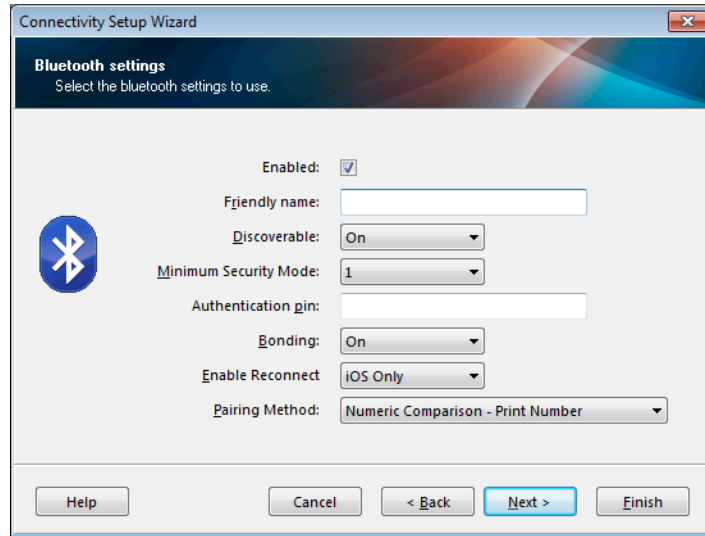 Connectivity Setup Wizard
Bluetooth settings
Select the bluetooth settings to use.
Enabled:
Friendly name:
Discoverable: On
Minimum Security Mode: 1
Authentication pin:
Bonding: On
Enable Reconnect iOS Only
Pairing Method: Numeric Comparison - Print Number
Help Cancel < Back Next > Finish